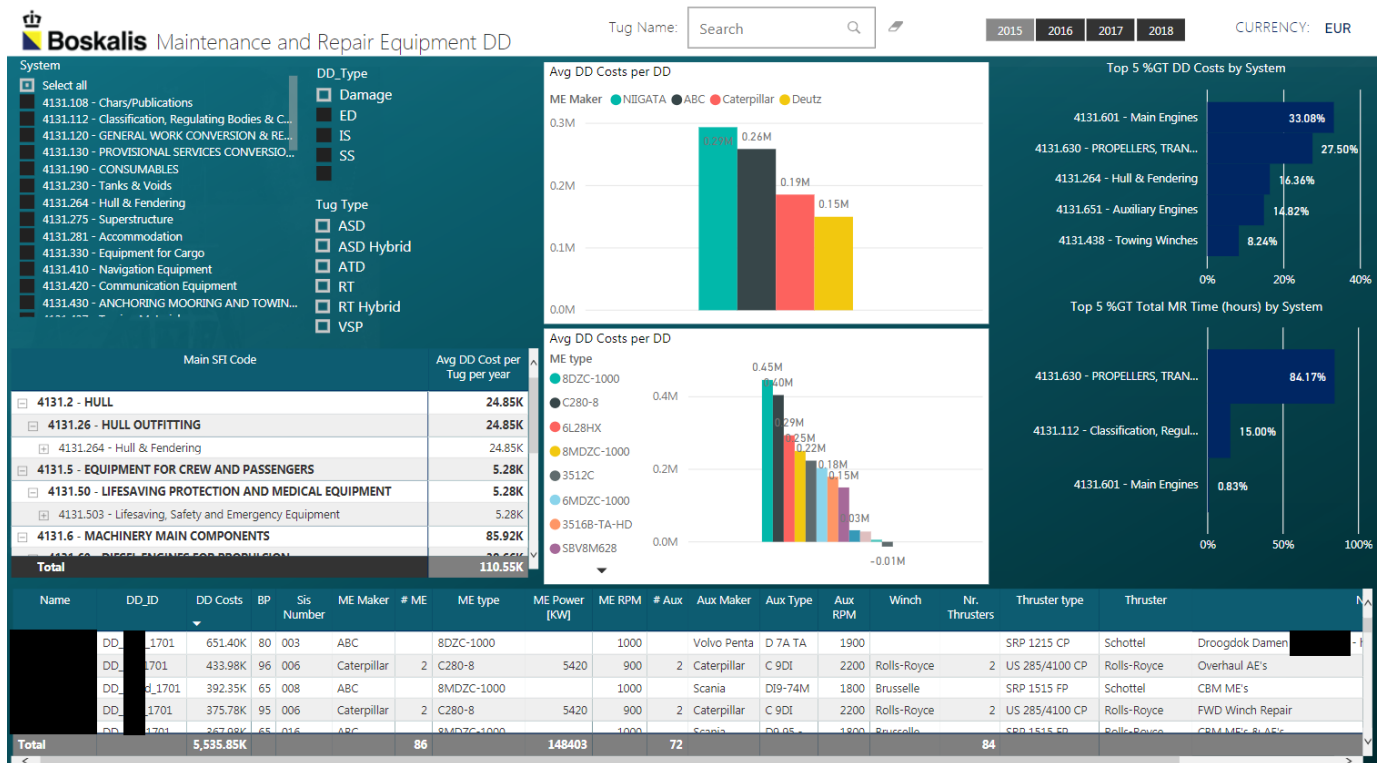 Boskalis Maintenance and Repair Equipment DD
Tug Name:
Search
2015 2016 2017 2018
CURRENCY: EUR
System
Select all
4131.108 - Chars/Publications
4131.112 - Classification, Regulating Bodies & C...
4131.120 - GENERAL WORK CONVERSION & RE...
4131.130 - PROVISIONAL SERVICES CONVERSIO...
4131.190 - CONSUMABLES
4131.230 - Tanks & Voids
4131.264 - Hull & Fendering
4131.275 - Superstructure
4131.281 - Accommodation
4131.330 - Equipment for Cargo
4131.410 - Navigation Equipment
4131.420 - Communication Equipment
4131.430 - ANCHORING MOORING AND TOWIN...
DD_Type
Damage
ED
IS
SS
Tug Type
ASD
ASD Hybrid
ATD
RT
RT Hybrid
VSP
Avg DD Costs per DD
ME Maker NIIGATA ABC Caterpillar Deutz
0.3M
0.2M
0.1M
0.0M
0.29M
0.26M
0.19M
0.15M
Top 5 %GT DD Costs by System
4131.601 - Main Engines 33.08%
4131.630 - PROPELLERS, TRAN... 27.50%
4131.264 - Hull & Fendering 16.36%
4131.651 - Auxiliary Engines 14.82%
4131.438 - Towing Winches 8.24%
0% 20% 40%
Top 5 %GT Total MR Time (hours) by System
4131.630 - PROPELLERS, TRAN... 84.17%
4131.112 - Classification, Regul... 15.00%
4131.601 - Main Engines 0.83%
0% 50% 100%
Main SFI Code Avg DD Cost per
Tug per year
4131.2 - HULL 24.85K
4131.26 - HULL OUTFITTING 24.85K
4131.264 - Hull & Fendering 24.85K
4131.5 - EQUIPMENT FOR CREW AND PASSENGERS 5.28K
4131.50 - LIFESAVING PROTECTION AND MEDICAL EQUIPMENT 5.28K
4131.503 - Lifesaving, Safety and Emergency Equipment 5.28K
4131.6 - MACHINERY MAIN COMPONENTS 85.92K
Total 110.55K
Avg DD Costs per DD
ME type
8DZC-1000
C280-8
6L28HX
8MDZC-1000
3512C
6MDZC-1000
3516B-TA-HD
SBV8M628
0.4M
0.2M
0.0M
0.45M
0.40M
0.29M
0.25M
0.22M
0.18M
0.15M
0.03M
-0.01M
Name DD_ID DD Costs BP Sis Number ME Maker # ME ME type ME Power [KW] ME RPM # Aux Aux Maker Aux Type Aux RPM Winch Nr. Thrusters Thruster type Thruster
DD_ _1701 651.40K 80 003 ABC 8DZC-1000 1000 Volvo Penta D 7A TA 1900 SRP 1215 CP Schottel Droogdok Damen
DD_ 1701 433.98K 96 006 Caterpillar 2 C280-8 5420 900 2 Caterpillar C 9DI 2200 Rolls-Royce 2 US 285/4100 CP Rolls-Royce Overhaul AE's
DD_ d_1701 392.35K 65 008 ABC 8MDZC-1000 1000 Scania DI9-74M 1800 Brusselle SRP 1515 FP Schottel CBM ME's
DD_ _1701 375.78K 95 006 Caterpillar 2 C280-8 5420 900 2 Caterpillar C 9DI 2200 Rolls-Royce 2 US 285/4100 CP Rolls-Royce FWD Winch Repair
Total 5,535.85K 86 148403 72 84